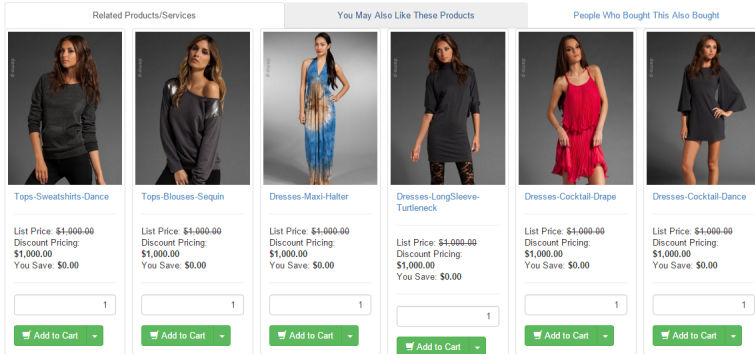 Related Products/Services
You May Also Like These Products
People Who Bought This Also Bought
Tops-Sweatshirts-Dance
List Price: $1,000.00
Discount Pricing:
$1,000.00
You Save: $0.00
1
Add to Cart
Tops-Blouses-Sequin
List Price: $1,000.00
Discount Pricing:
$1,000.00
You Save: $0.00
1
Add to Cart
Dresses-Maxi-Halter
List Price: $1,000.00
Discount Pricing:
$1,000.00
You Save: $0.00
1
Add to Cart
Dresses-LongSleeve-
Turtleneck
List Price: $1,000.00
Discount Pricing:
$1,000.00
You Save: $0.00
1
Add to Cart
Dresses-Cocktail-Drape
List Price: $1,000.00
Discount Pricing:
$1,000.00
You Save: $0.00
1
Add to Cart
Dresses-Cocktail-Dance
List Price: $1,000.00
Discount Pricing:
$1,000.00
You Save: $0.00
1
Add to Cart